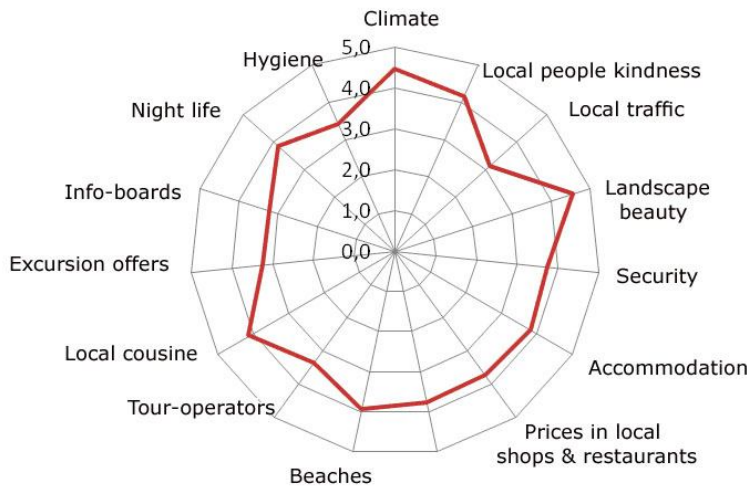 Climate
5,0
Hygiene
4,0
Local people kindness
Night life
Local traffic
3,0
2,0
Info-boards
Landscape
beauty
1,0
0,0
Excursion offers
Security
Local cousine
Accommodation
Tour-operators
Prices in local
shops & restaurants
Beaches